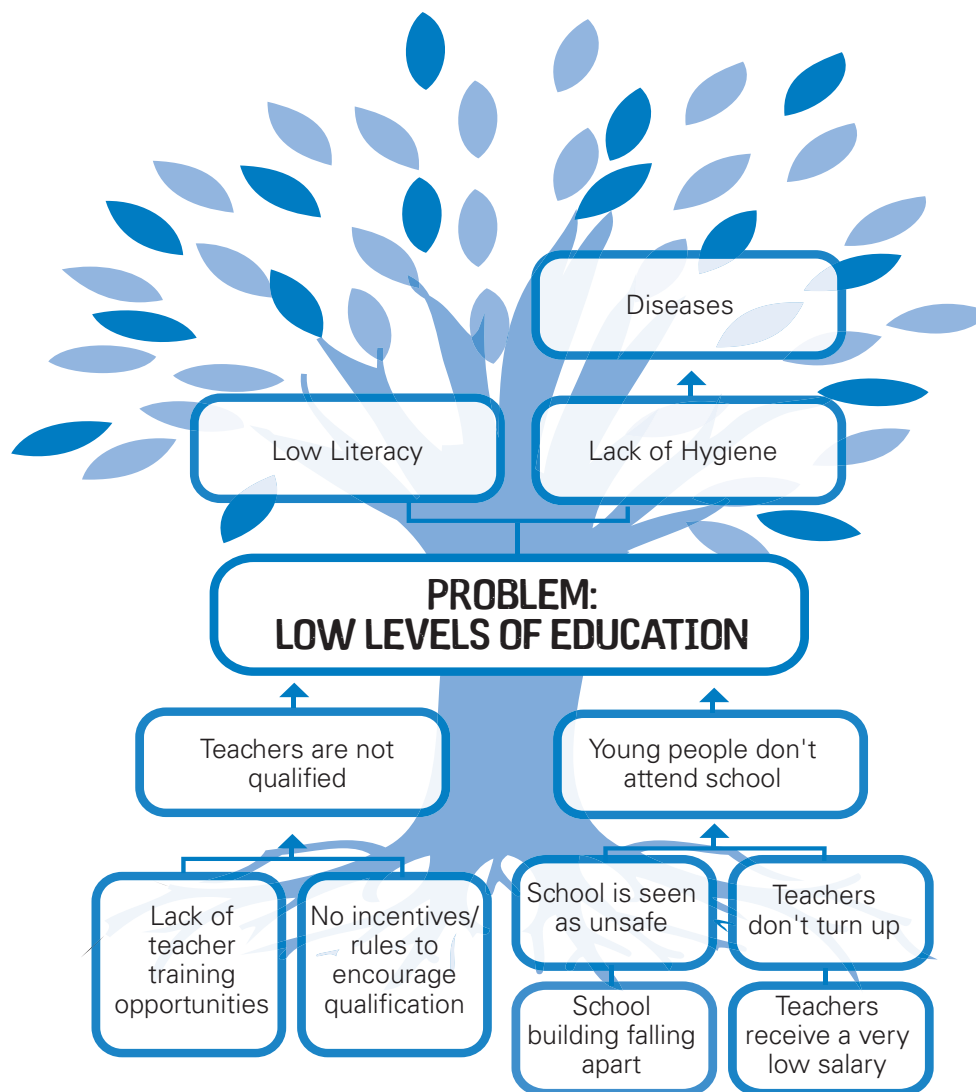 Diseases
Low Literacy
Lack of Hygiene
PROBLEM:
LOW LEVELS OF EDUCATION
Teachers are not
qualified
Young people don't
attend school
Lack of
teacher
training
opportunities
No incentives/
rules to
encourage
qualification
School is seen
as unsafe
Teachers
don't turn up
School
building falling
apart
Teachers
receive a very
low salary